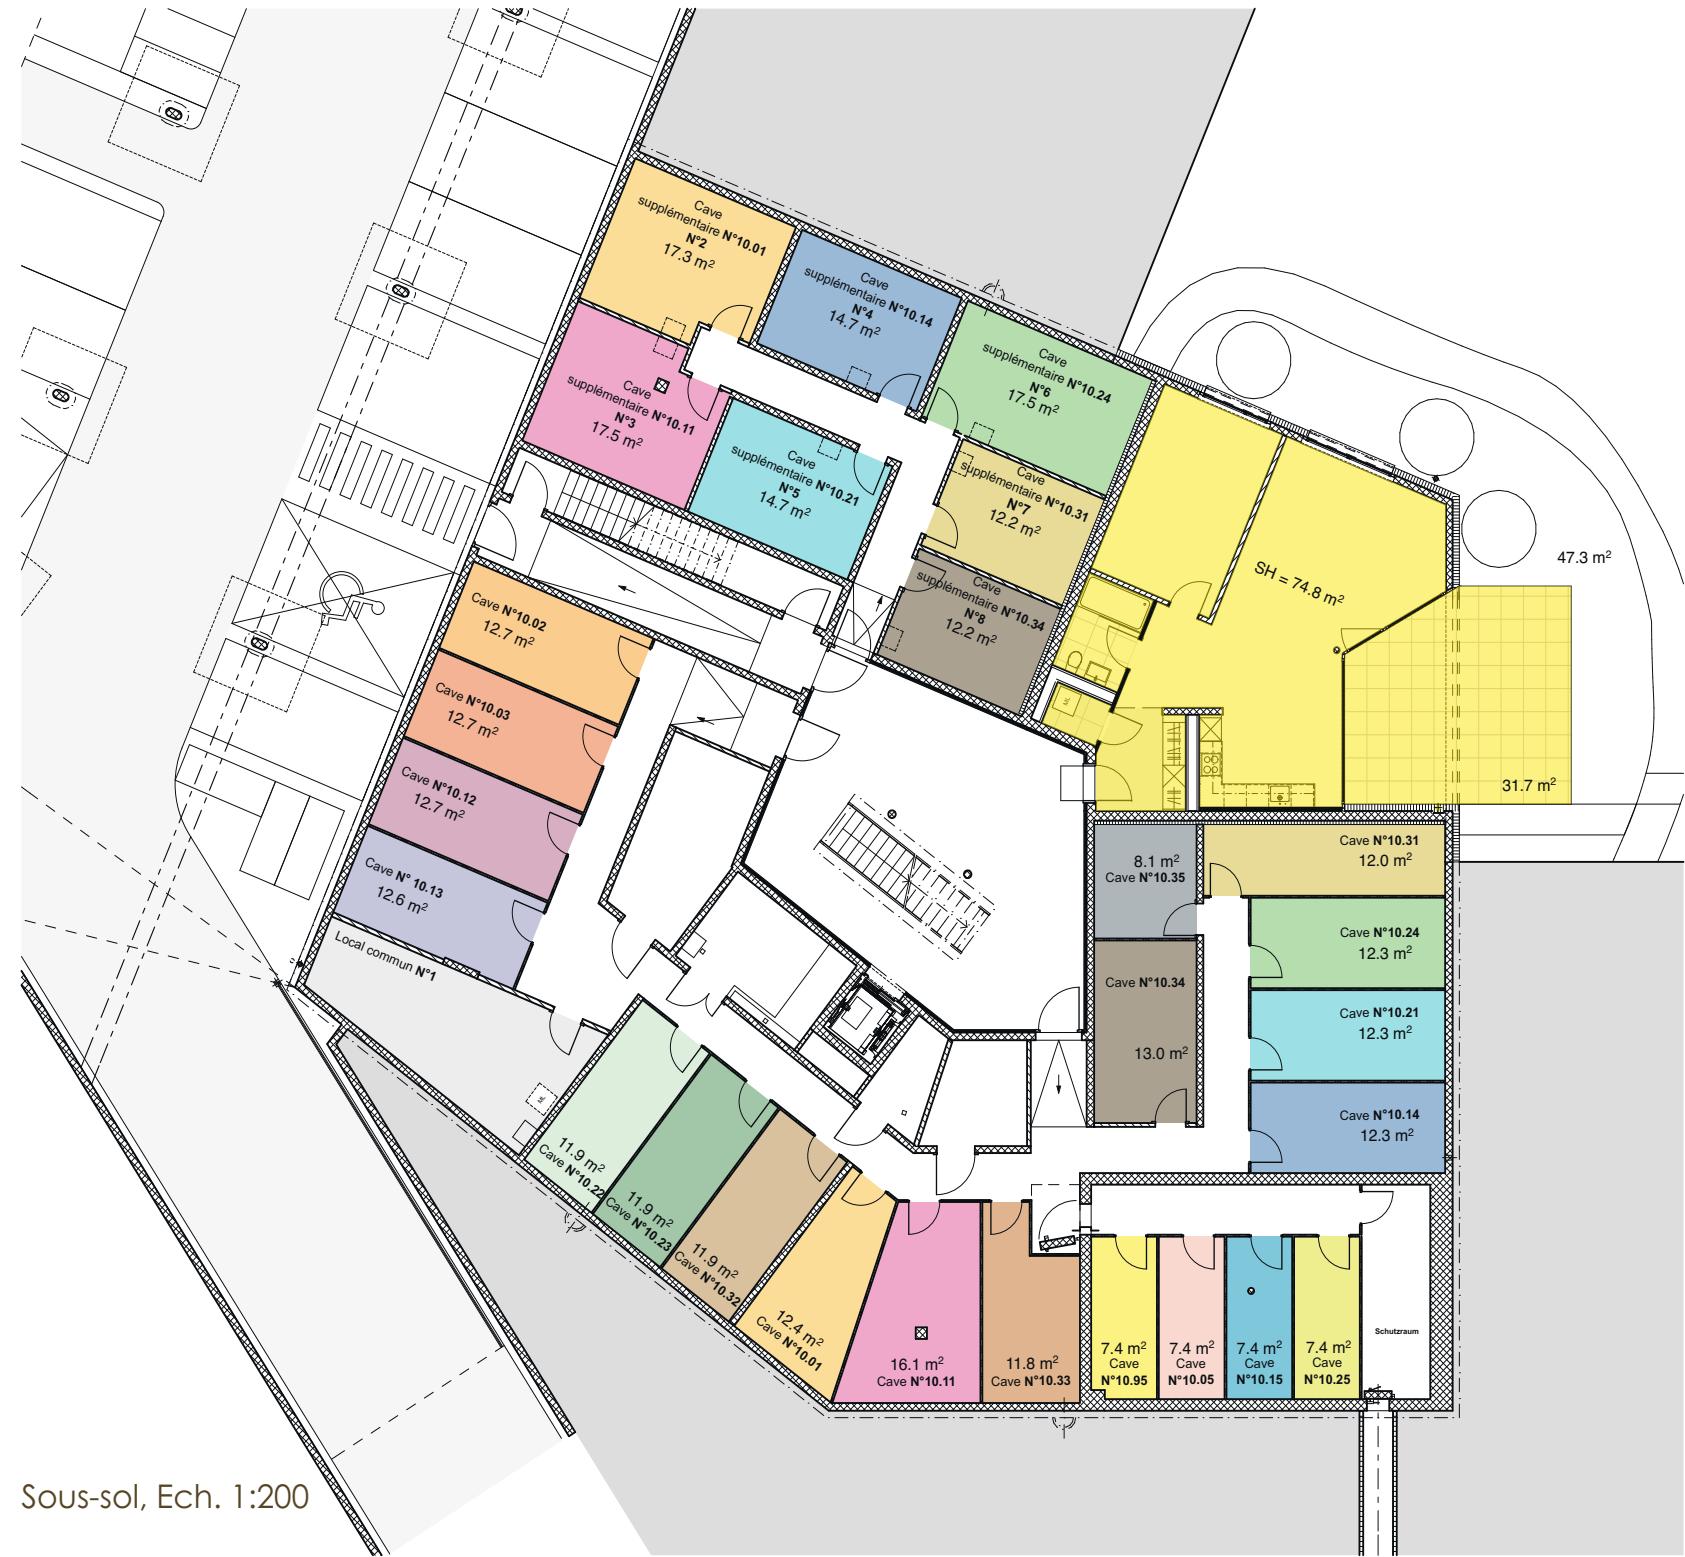 Cave
supplémentaire N°10.01
N°2
17.3 m²
Cave
supplémentaire N°10.14
N°4
14.7 m²
Cave
supplémentaire N°10.24
N°6
17.5 m²
Cave
supplémentaire N°10.11
N°3
17.5 m²
Cave
supplémentaire N°10.21
N°5
14.7 m²
Cave
supplémentaire N°10.31
N°7
12.2 m²
Cave
supplémentaire N°10.34
N°8
12.2 m²
SH = 74.8 m²
47.3 m²
31.7 m²
Cave N°10.02
12.7 m²
Cave N°10.03
12.7 m²
Cave N°10.12
12.7 m²
Cave N° 10.13
12.6 m²
Local commun N°1
8.1 m²
Cave N°10.35
Cave N°10.31
12.0 m²
Cave N°10.24
12.3 m²
Cave N°10.34
13.0 m²
Cave N°10.21
12.3 m²
Cave N°10.14
12.3 m²
11.9 m²
Cave N°10.22
11.9 m²
Cave N°10.23
11.9 m²
Cave N°10.32
12.4 m²
Cave N°10.01
16.1 m²
Cave N°10.11
11.8 m²
Cave N°10.33
7.4 m²
Cave
N°10.95
7.4 m²
Cave
N°10.05
7.4 m²
Cave
N°10.15
7.4 m²
Cave
N°10.25
Schutzraum
Sous-sol, Ech. 1:200